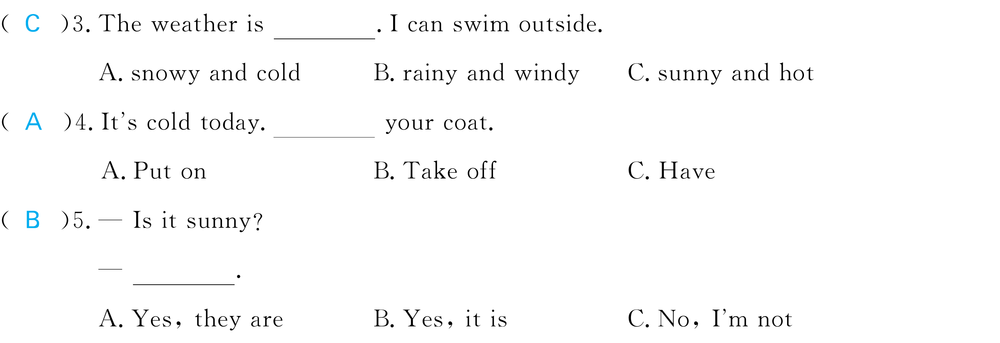 ( C )3. The weather is ________. I can swim outside.
A. snowy and cold B. rainy and windy C. sunny and hot
( A )4. It’s cold today. ________ your coat.
A. Put on B. Take off C. Have
( B )5. — Is it sunny?
— ________.
A. Yes, they are B. Yes, it is C. No, I’m not